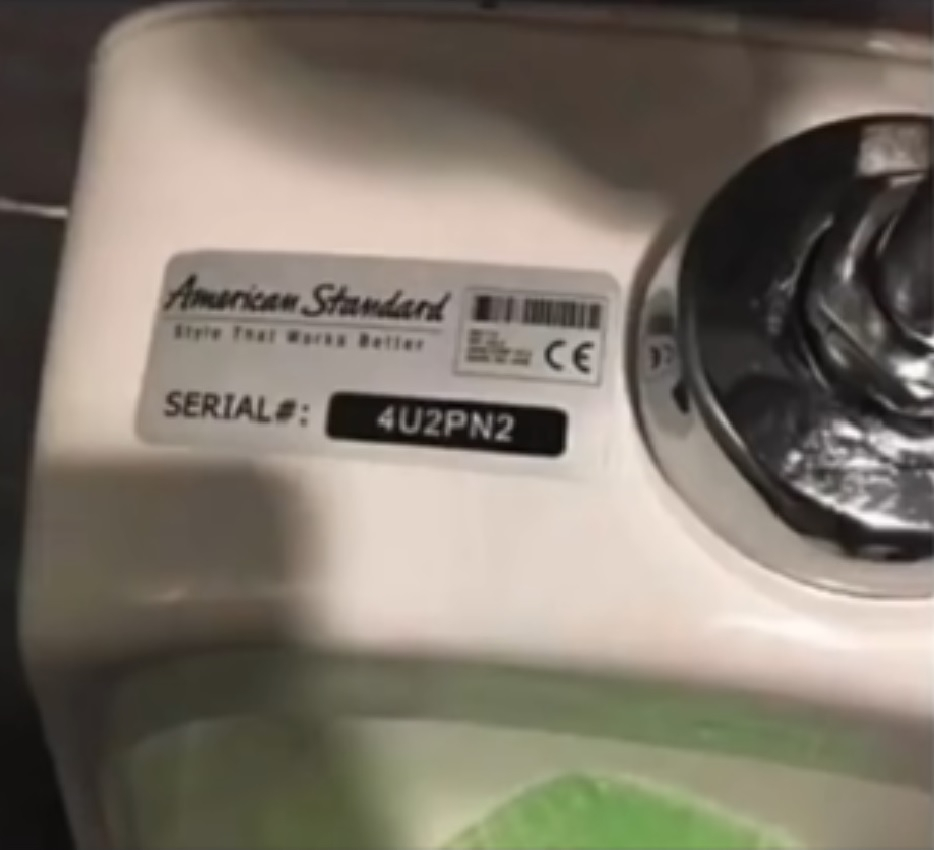 American Standard
Style That Works Better
CE
SERIAL#: 4U2PN2